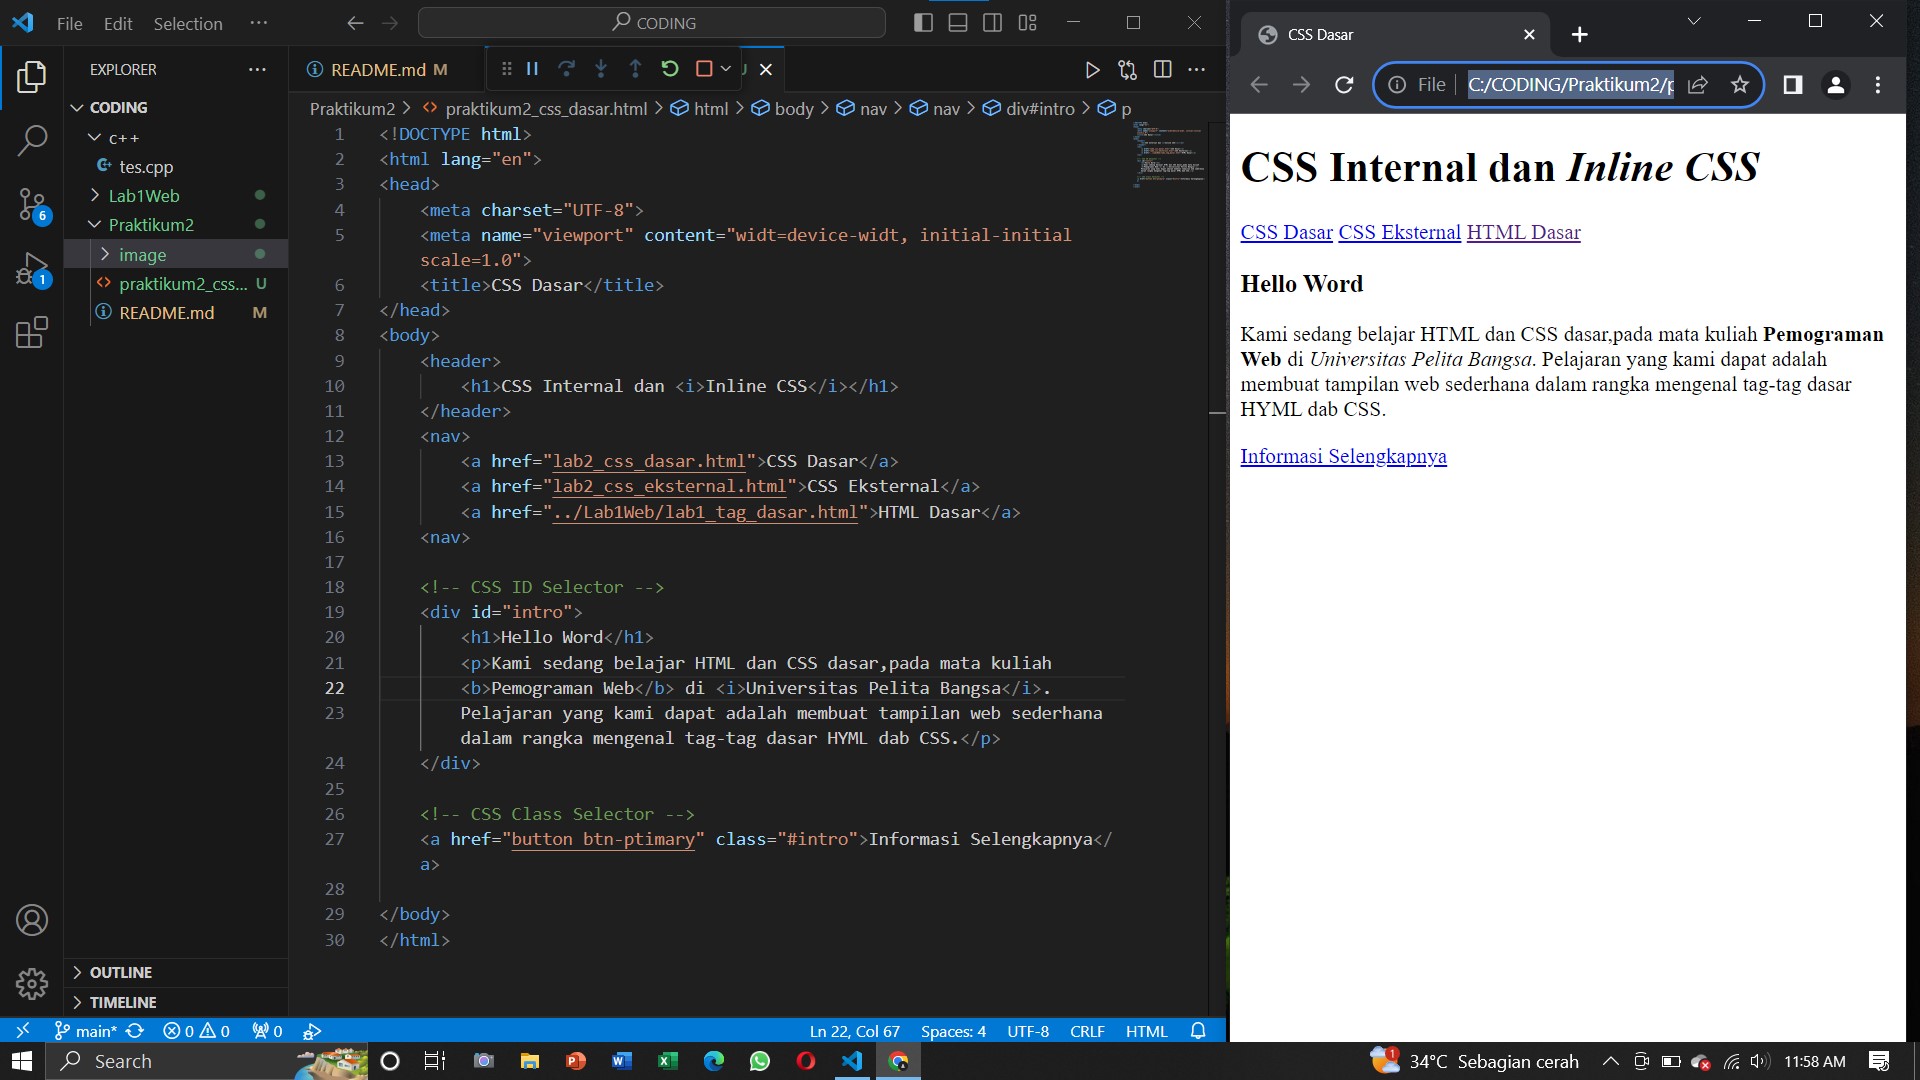 File Edit Selection ···
CODING
EXPLORER
CODING
c++
tes.cpp
Lab1Web
Praktikum2
image
praktikum2_css... U
README.md M
OUTLINE
TIMELINE
README.md M
U
Praktikum2 > praktikum2_css_dasar.html > html > body > nav > nav > div#intro > p
1 <!DOCTYPE html>
2 <html lang="en">
3 <head>
4 <meta charset="UTF-8">
5 <meta name="viewport" content="widt=device-widt, initial-initial
scale=1.0">
6 <title>CSS Dasar</title>
7 </head>
8 <body>
9 <header>
10 <h1>CSS Internal dan <i>Inline CSS</i></h1>
11 </header>
12 <nav>
13 <a href="lab2_css_dasar.html">CSS Dasar</a>
14 <a href="lab2_css_eksternal.html">CSS Eksternal</a>
15 <a href="../Lab1Web/lab1_tag_dasar.html">HTML Dasar</a>
16 <nav>
17
18 <!-- CSS ID Selector -->
19 <div id="intro">
20 <h1>Hello Word</h1>
21 <p>Kami sedang belajar HTML dan CSS dasar,pada mata kuliah
22 <b>Pemograman Web</b> di <i>Universitas Pelita Bangsa</i>.
23 Pelajaran yang kami dapat adalah membuat tampilan web sederhana
dalam rangka mengenal tag-tag dasar HYML dab CSS.</p>
24 </div>
25
26 <!-- CSS Class Selector -->
27 <a href="button btn-ptimary" class="#intro">Informasi Selengkapnya</
a>
28
29 </body>
30 </html>
6
1
main* 0 0 0
Ln 22, Col 67 Spaces: 4 UTF-8 CRLF HTML
CSS Dasar
File C:/CODING/Praktikum2/p
CSS Internal dan Inline CSS
CSS Dasar CSS Eksternal HTML Dasar
Hello Word
Kami sedang belajar HTML dan CSS dasar,pada mata kuliah Pemograman
Web di Universitas Pelita Bangsa. Pelajaran yang kami dapat adalah
membuat tampilan web sederhana dalam rangka mengenal tag-tag dasar
HYML dab CSS.
Informasi Selengkapnya
Search
1
34°C Sebagian cerah
11:58 AM